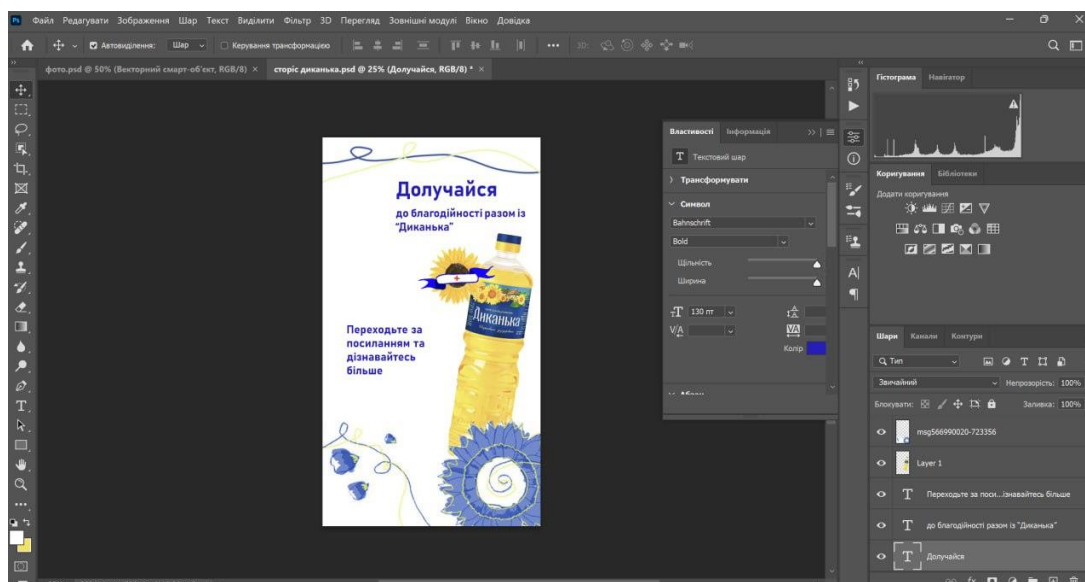 Файл Редагувати Зображення Шар Текст Виділити Фільтр 3D Перегляд Зовнішні модулі Вікно Довідка
Автовиділення: Шар Керування трансформацією 3D:
фото.psd @ 50% (Векторний смарт-об'єкт, RGB/8) × сторіс диканька.psd @ 25% (Долучайся, RGB/8) * ×
Долучайся
до благодійності разом із
"Диканька"
Диканька
Переходьте за
посиланням та
дізнавайтесь
більше
Властивості Інформація
Текстовий шар
Трансформувати
Символ
Bahnschrift
Bold
Щільність
Ширина
130 пт
Колір
Гістограма Навігатор
Коригування Бібліотеки
Додати коригування
Шари Канали Контури
Тип
Звичайний Непрозорість: 100%
Блокувати: Заливка: 100%
msg566990020-723356
Layer 1
Переходьте за поси...ізнавайтесь більше
до благодійності разом із "Диканька"
Долучайся